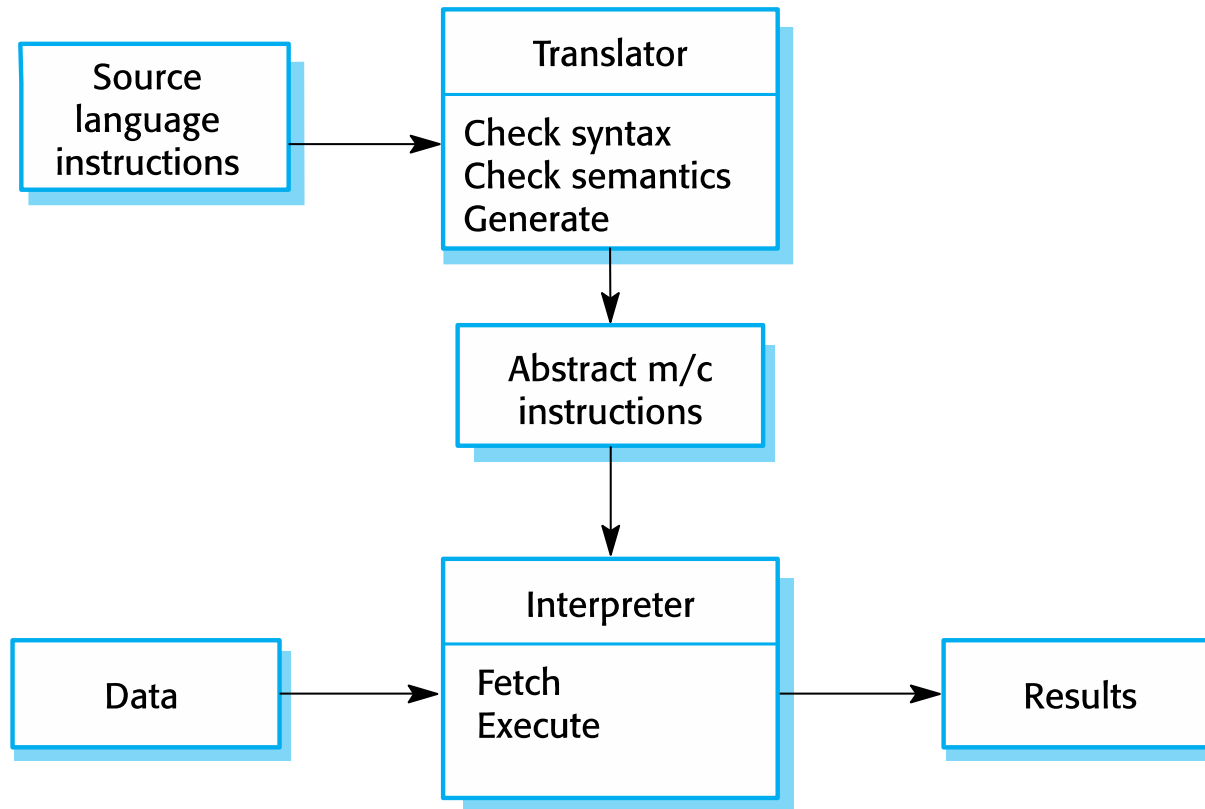 Source
language
instructions
Translator
Check syntax
Check semantics
Generate
Abstract m/c
instructions
Interpreter
Fetch
Execute
Data
Results